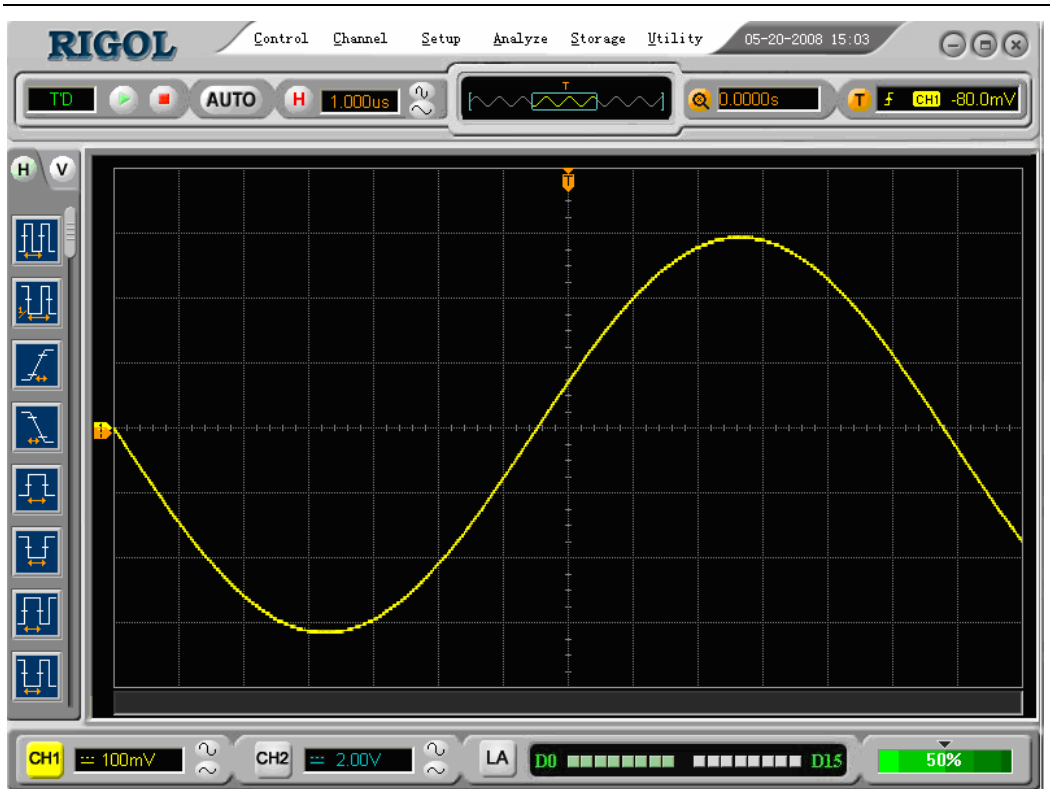 RIGOL
Control Channel Setup Analyze Storage Utility 05-20-2008 15:03
T'D AUTO H 1.000us T 0.0000s T CH1 -80.0mV
H V
T
1
CH1 100mV CH2 2.00V LA D0 D15 50%